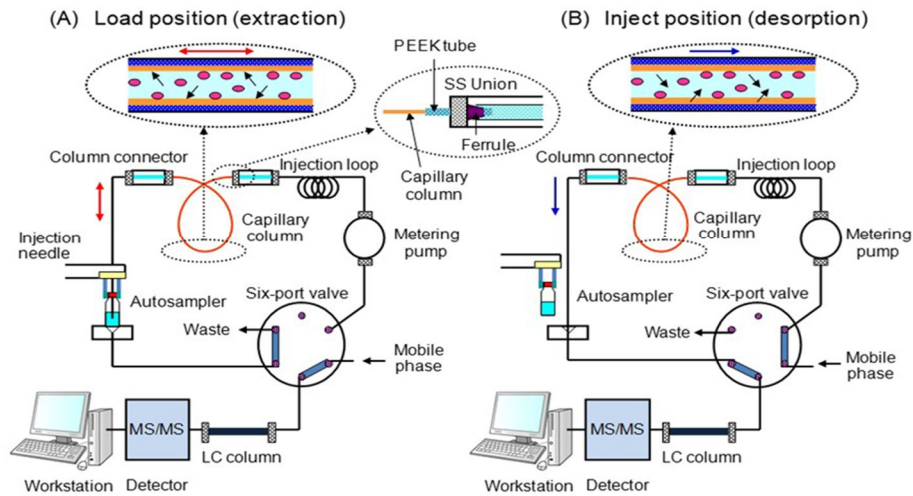 (A) Load position (extraction)
PEEK tube
SS Union
Ferrule
Capillary
column
Column connector
Injection loop
Capillary
column
Metering
pump
Injection
needle
Autosampler
Six-port valve
Waste
Mobile
phase
MS/MS
LC column
Workstation
Detector
(B) Inject position (desorption)
Column connector
Injection loop
Capillary
column
Metering
pump
Autosampler
Six-port valve
Waste
Mobile
phase
MS/MS
LC column
Workstation
Detector